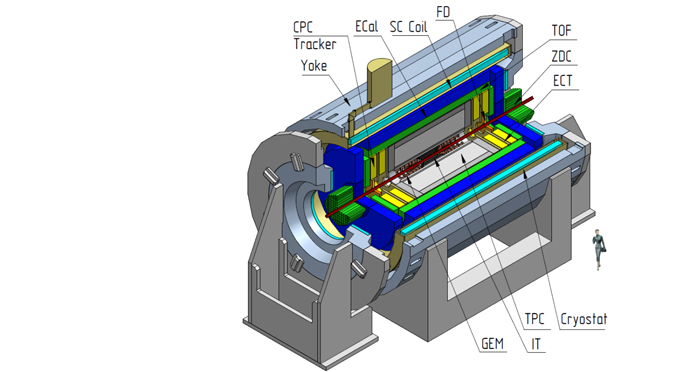 FD
CPC
Tracker
ECal
SC Coil
TOF
Yoke
ZDC
ECT
TPC
Cryostat
GEM
IT